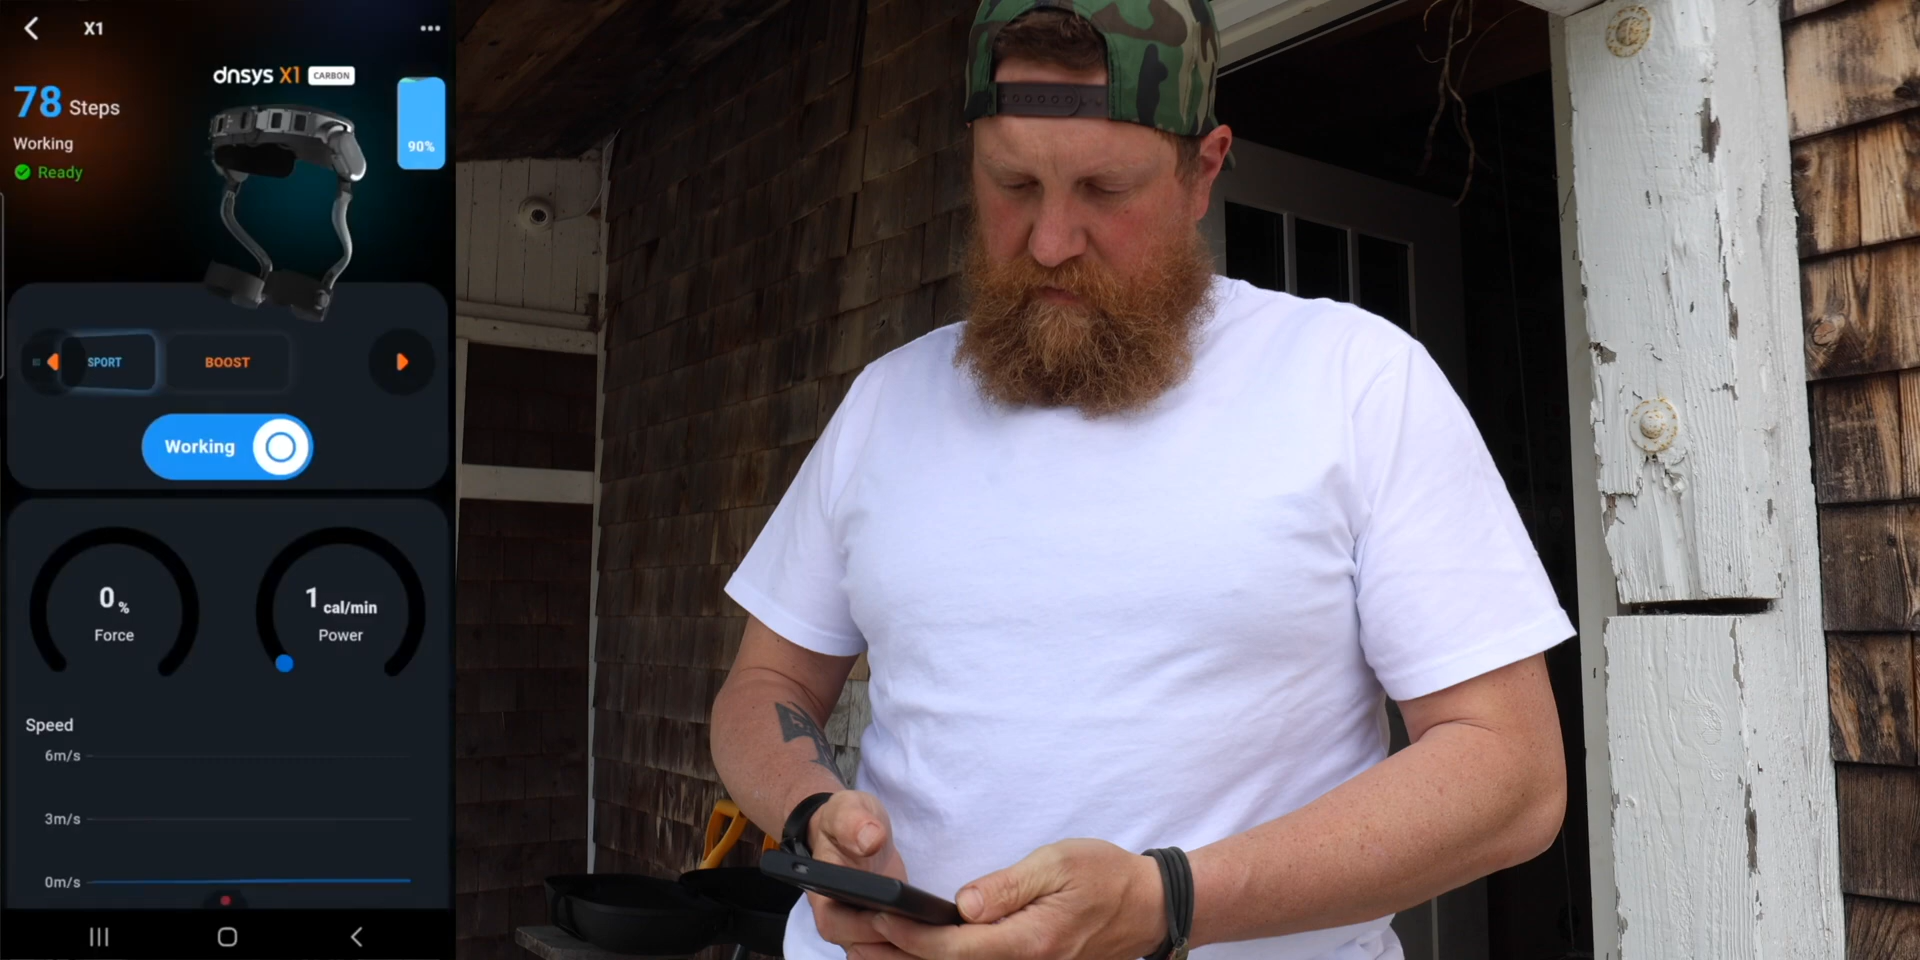 X1
dnsys X1 CARBON
78 Steps
Working
Ready
90%
SPORT
BOOST
Working
0 %
Force
1 cal/min
Power
Speed
6m/s
3m/s
0m/s